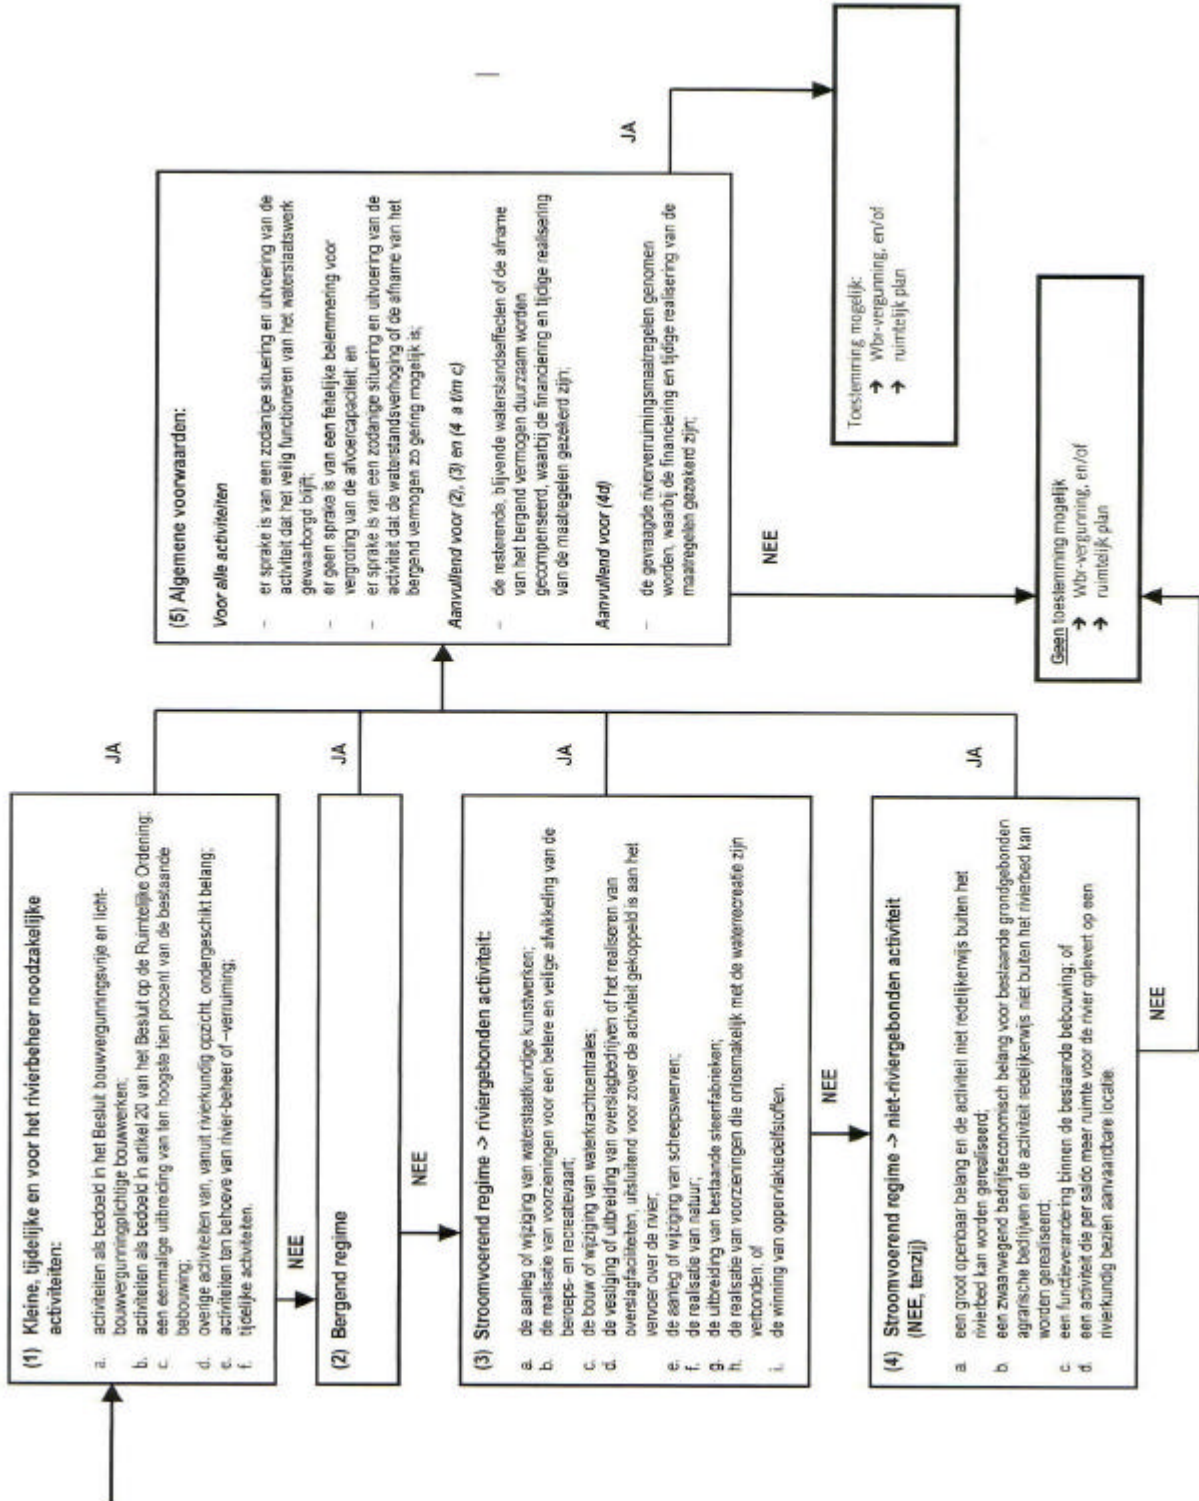 (1) Kleine, tijdelijke en voor het rivierbeheer noodzakelijke
activiteiten:
a. activiteiten als bedoeld in het Besluit bouwvergunningsvrije en licht-
bouwvergunningplichtige bouwwerken;
b. activiteiten als bedoeld in artikel 20 van het Besluit op de Ruimtelijke Ordening;
c. een eenmalige uitbreiding van ten hoogste tien procent van de bestaande
bebouwing;
d. overige activiteiten van, vanuit rivierkundig opzicht, ondergeschikt belang;
e. activiteiten ten behoeve van rivier-beheer of –verruiming;
f. tijdelijke activiteiten.
JA
NEE
(2) Bergend regime
JA
NEE
(3) Stroomvoerend regime -> riviergebonden activiteit:
a. de aanleg of wijziging van waterstaatkundige kunstwerken;
b. de realisatie van voorzieningen voor een betere en veilige afwikkeling van de
beroeps- en recreatievaart;
c. de bouw of wijziging van waterkrachtcentrales;
d. de vestiging of uitbreiding van overslagbedrijven of het realiseren van
overslagfaciliteiten, uitsluitend voor zover de activiteit gekoppeld is aan het
vervoer over de rivier;
e. de aanleg of wijziging van scheepswerven;
f. de realisatie van natuur;
g. de uitbreiding van bestaande steenfabrieken;
h. de realisatie van voorzieningen die onlosmakelijk met de waterrecreatie zijn
verbonden; of
i. de winning van oppervlaktedelfstoffen.
JA
NEE
(4) Stroomvoerend regime -> niet-riviergebonden activiteit
(NEE, tenzij)
a. een groot openbaar belang en de activiteit niet redelijkerwijs buiten het
rivierbed kan worden gerealiseerd;
b. een zwaarwegend bedrijfseconomisch belang voor bestaande grondgebonden
agrarische bedrijven en de activiteit redelijkerwijs niet buiten het rivierbed kan
worden gerealiseerd;
c. een functieverandering binnen de bestaande bebouwing; of
d. een activiteit die per saldo meer ruimte voor de rivier oplevert op een
rivierkundig bezien aanvaardbare locatie.
JA
NEE
(5) Algemene voorwaarden:
Voor alle activiteiten
– er sprake is van een zodanige situering en uitvoering van de
activiteit dat het veilig functioneren van het waterstaatswerk
gewaarborgd blijft;
– er geen sprake is van een feitelijke belemmering voor
vergroting van de afvoercapaciteit; en
– er sprake is van een zodanige situering en uitvoering van de
activiteit dat de waterstandsverhoging of de afname van het
bergend vermogen zo gering mogelijk is;
Aanvullend voor (2), (3) en (4 a t/m c)
– de resterende, blijvende waterstandseffecten of de afname
van het bergend vermogen duurzaam worden
gecompenseerd, waarbij de financiering en tijdige realisering
van de maatregelen gezekerd zijn;
Aanvullend voor (4d)
– de gevraagde rivierverruimingsmaatregelen genomen
worden, waarbij de financiering en tijdige realisering van de
maatregelen gezekerd zijn;
JA
NEE
Geen toestemming mogelijk
➔ Wbr-vergunning, en/of
➔ ruimtelijk plan
Toestemming mogelijk:
➔ Wbr-vergunning, en/of
➔ ruimtelijk plan